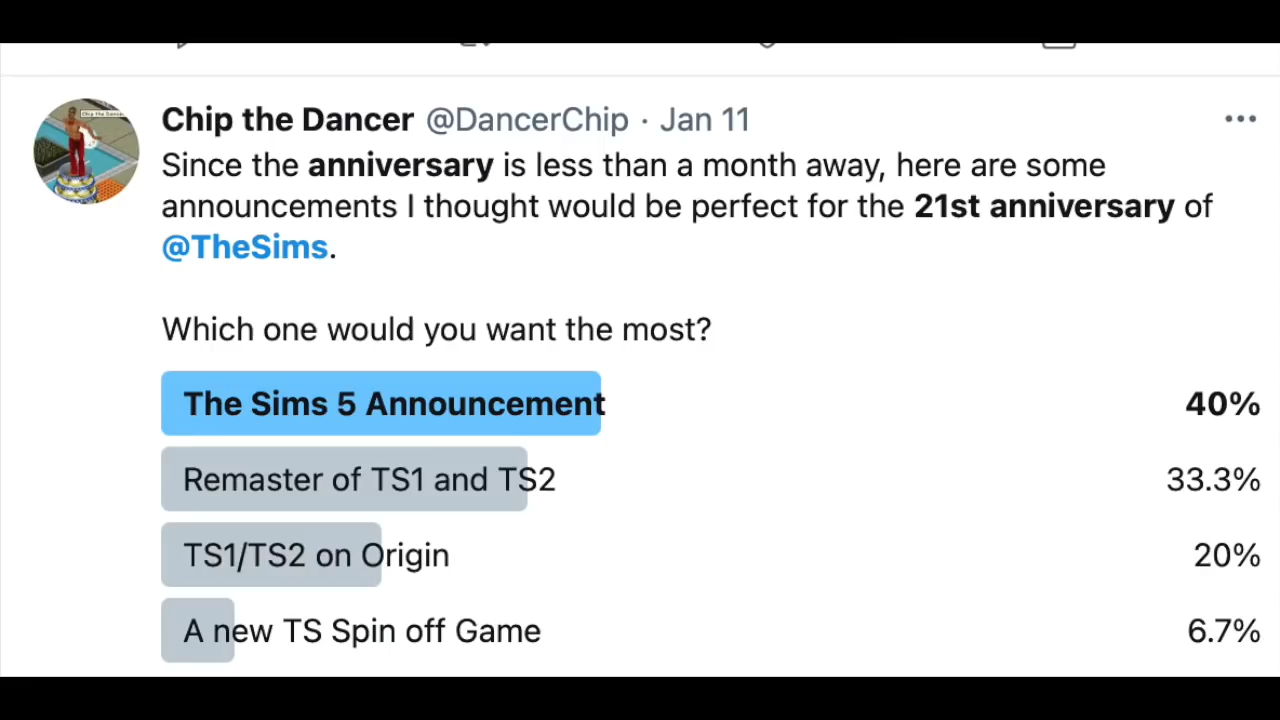 Chip the Dancer @DancerChip · Jan 11
Since the anniversary is less than a month away, here are some
announcements I thought would be perfect for the 21st anniversary of
@TheSims.
Which one would you want the most?
The Sims 5 Announcement 40%
Remaster of TS1 and TS2 33.3%
TS1/TS2 on Origin 20%
A new TS Spin off Game 6.7%